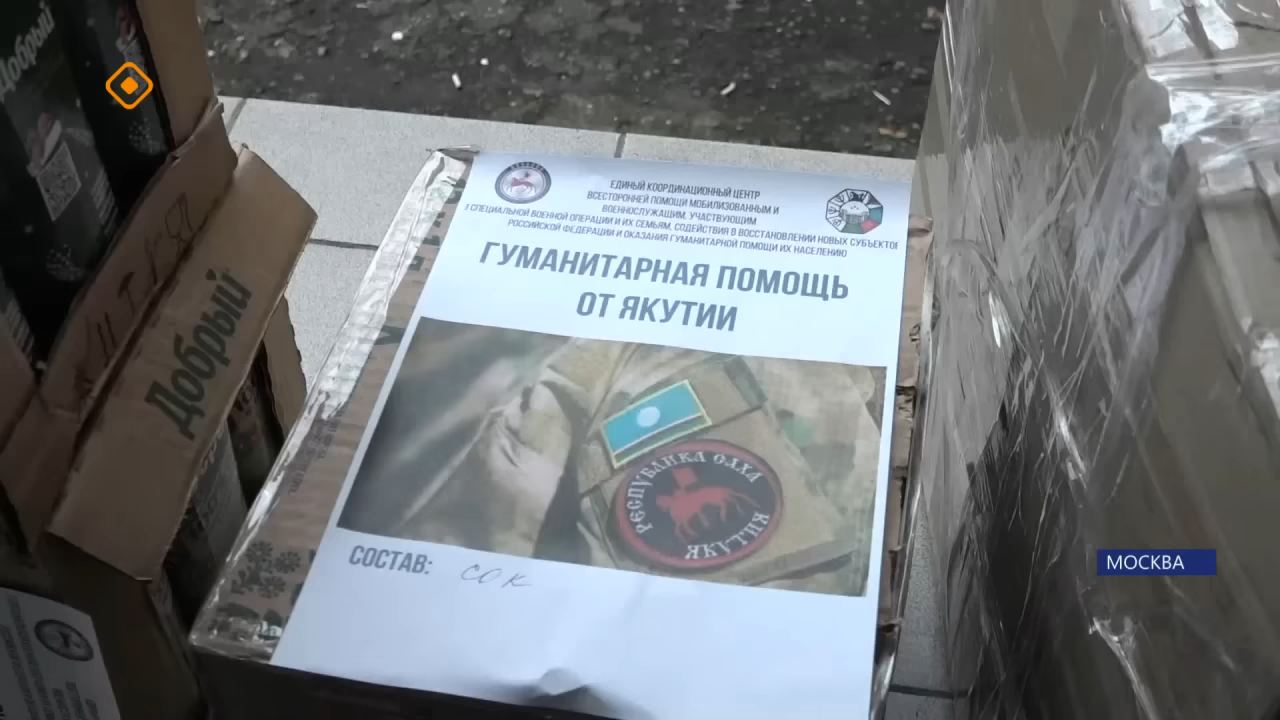 Добрый
ЕДИНЫЙ КООРДИНАЦИОННЫЙ ЦЕНТР
ВСЕСТОРОННЕЙ ПОМОЩИ МОБИЛИЗОВАННЫМ И
ВОЕННОСЛУЖАЩИМ, УЧАСТВУЮЩИМ
СПЕЦИАЛЬНОЙ ВОЕННОЙ ОПЕРАЦИИ И ИХ СЕМЬЯМ, СОДЕЙСТВИЯ В ВОССТАНОВЛЕНИИ НОВЫХ СУБЪЕКТОВ
РОССИЙСКОЙ ФЕДЕРАЦИИ И ОКАЗАНИЯ ГУМАНИТАРНОЙ ПОМОЩИ ИХ НАСЕЛЕНИЮ
ГУМАНИТАРНАЯ ПОМОЩЬ
ОТ ЯКУТИИ
Добрый
РЕСПУБЛИКА САХА
ЯКУТИЯ
СОСТАВ: сок
МОСКВА